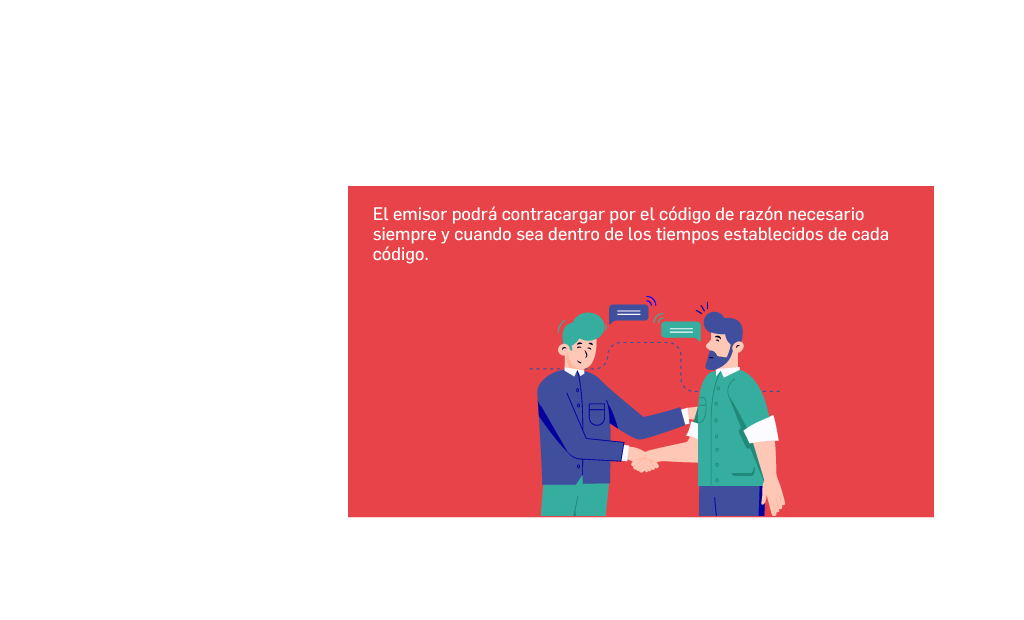 El emisor podrá contracargar por el código de razón necesario
siempre y cuando sea dentro de los tiempos establecidos de cada
código.